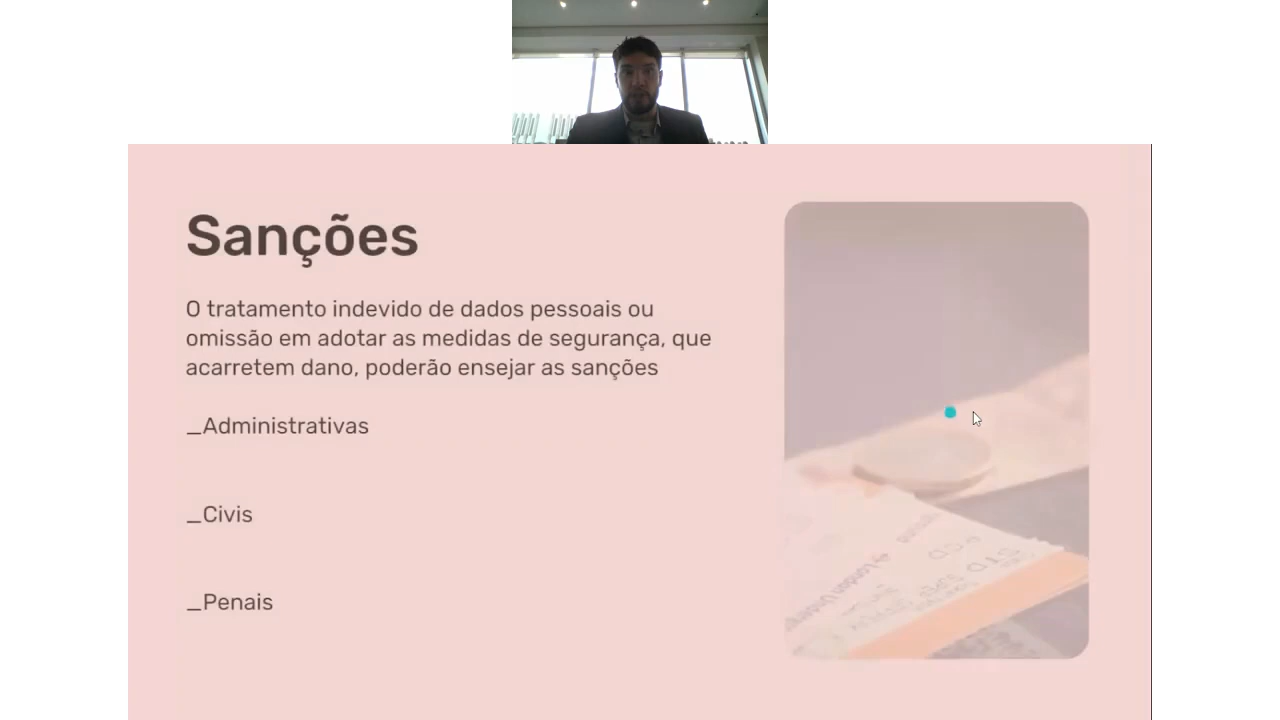 Sanções
O tratamento indevido de dados pessoais ou
omissão em adotar as medidas de segurança, que
acarretem dano, poderão ensejar as sanções
_Administrativas
_Civis
_Penais